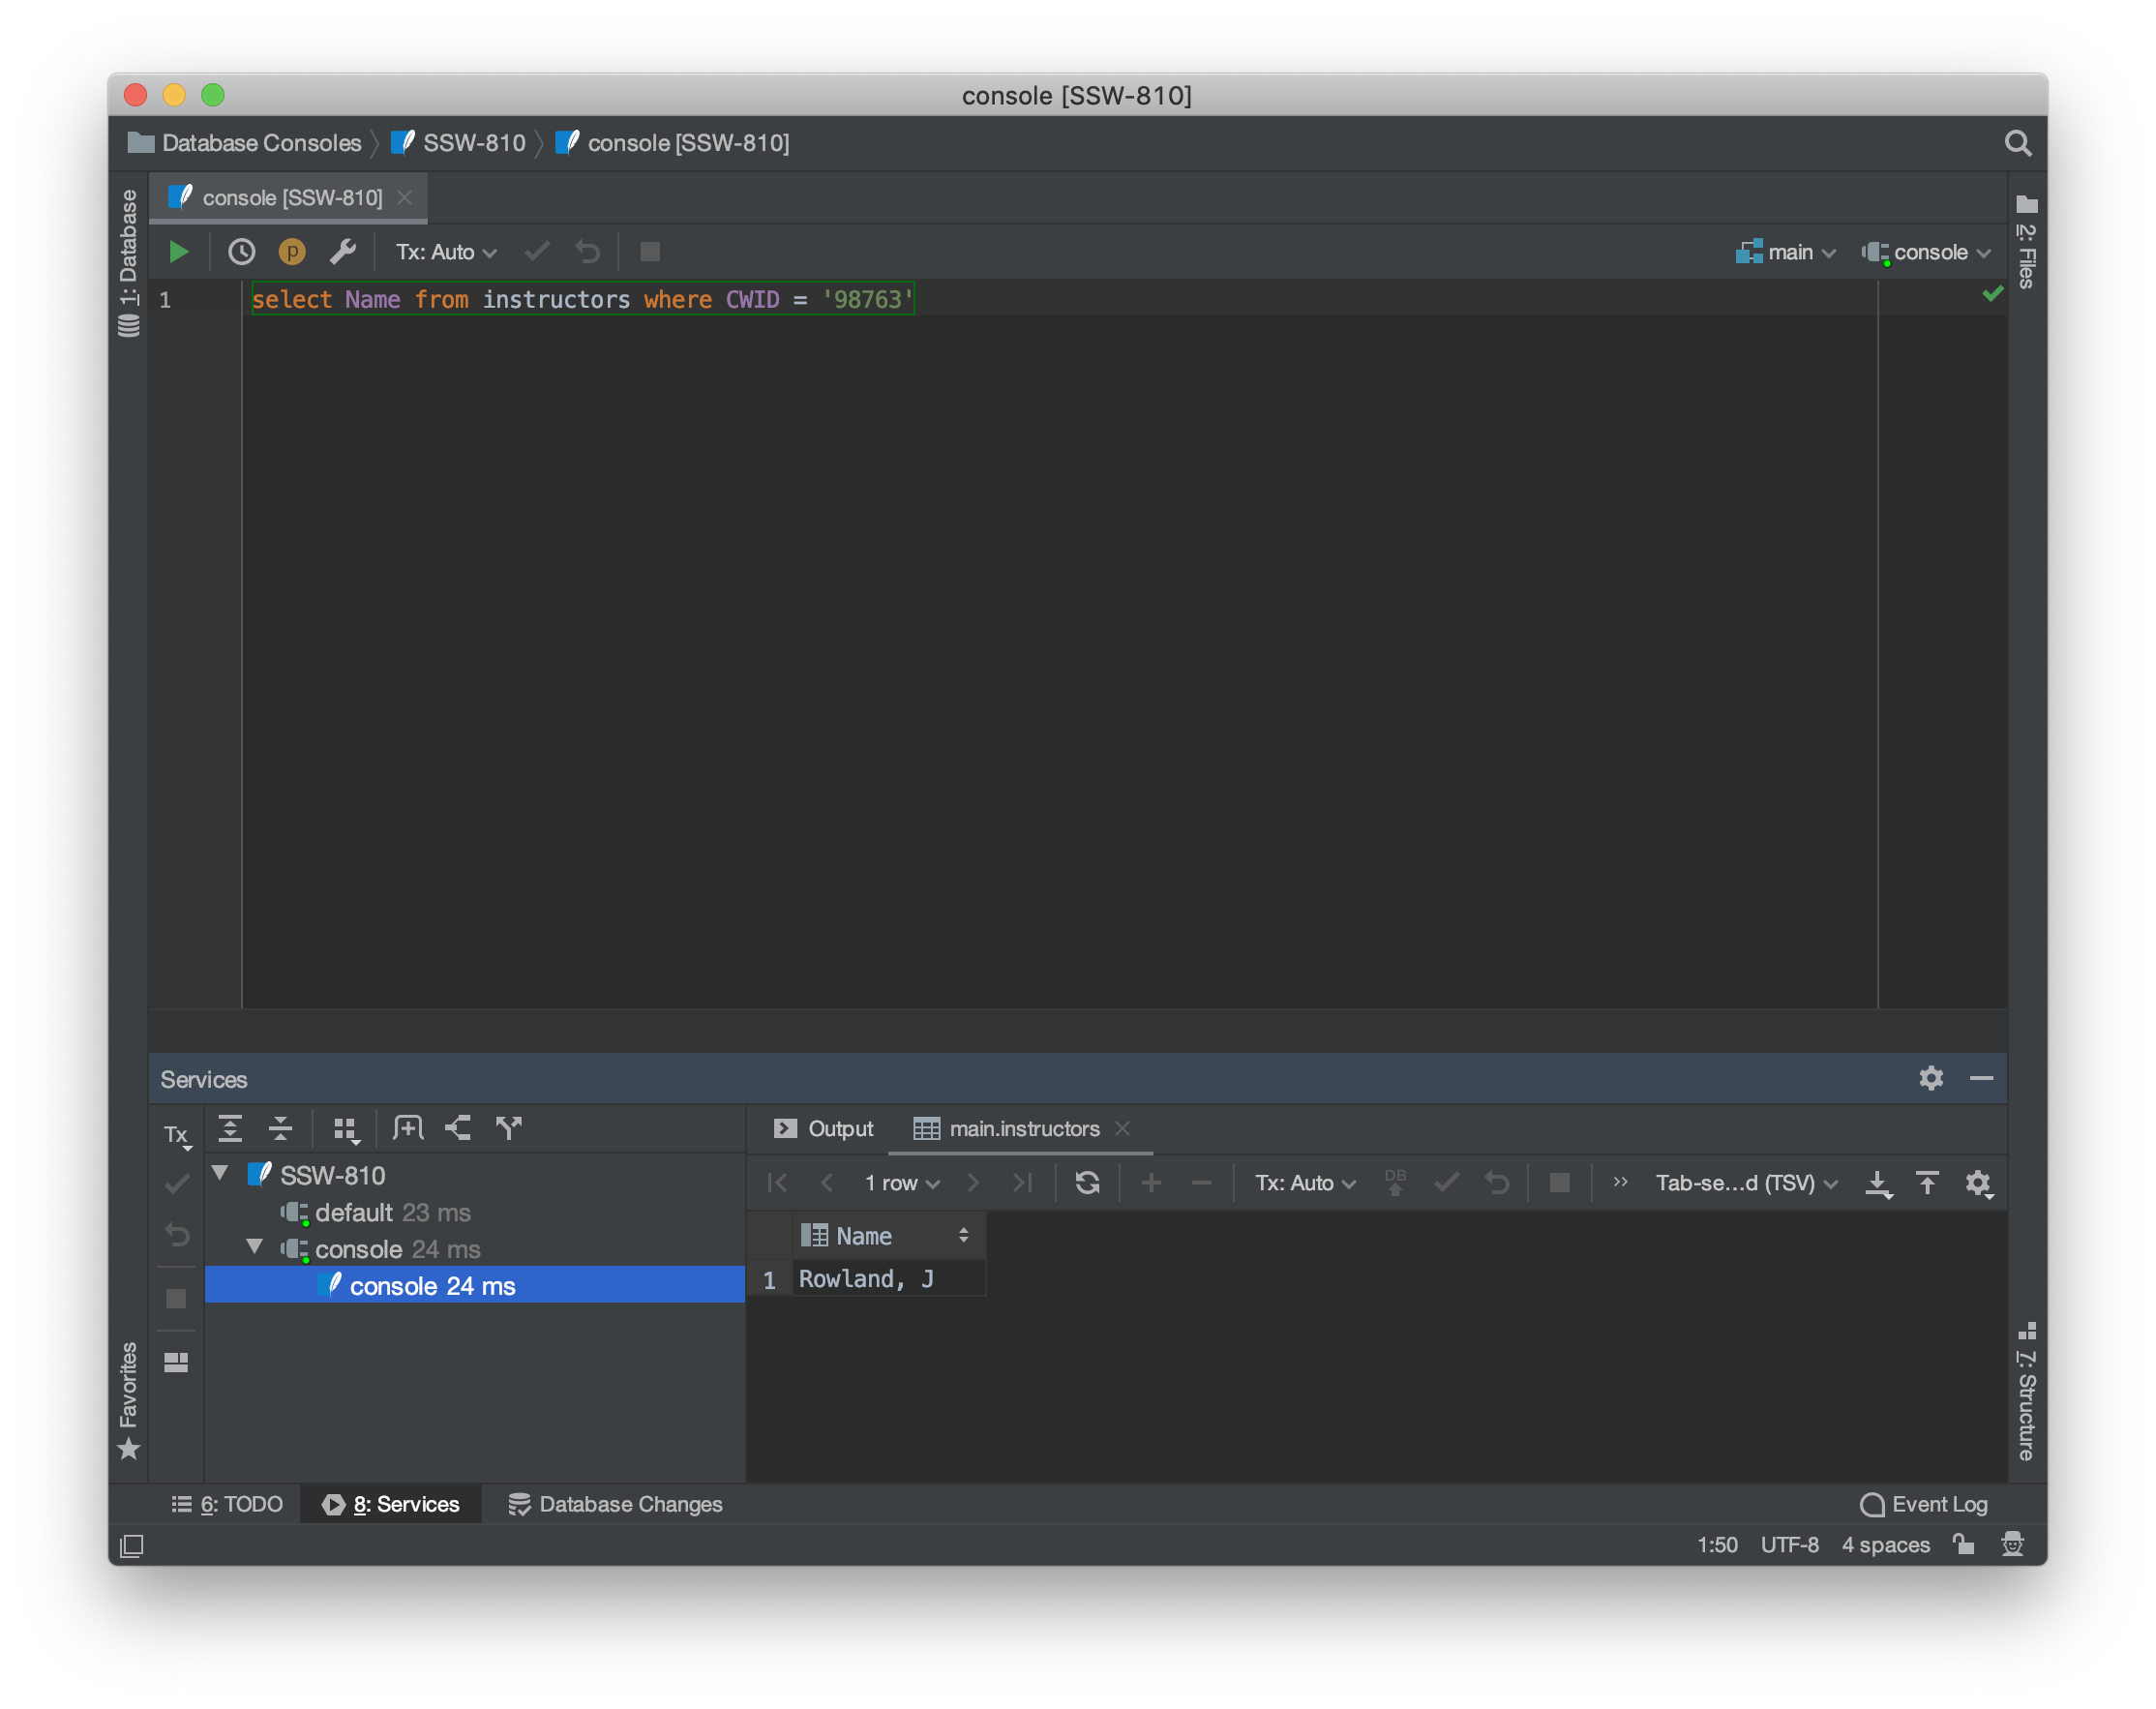 console [SSW-810]
Database Consoles SSW-810 console [SSW-810]
console [SSW-810]
1: Database
2: Files
p Tx: Auto main console
1 select Name from instructors where CWID = '98763'
Services
Tx
Output main.instructors
SSW-810
1 row Tx: Auto DB Tab-se...d (TSV)
default 23 ms
console 24 ms
console 24 ms
Name
1 Rowland, J
Favorites
7: Structure
6: TODO 8: Services Database Changes Event Log
1:50 UTF-8 4 spaces